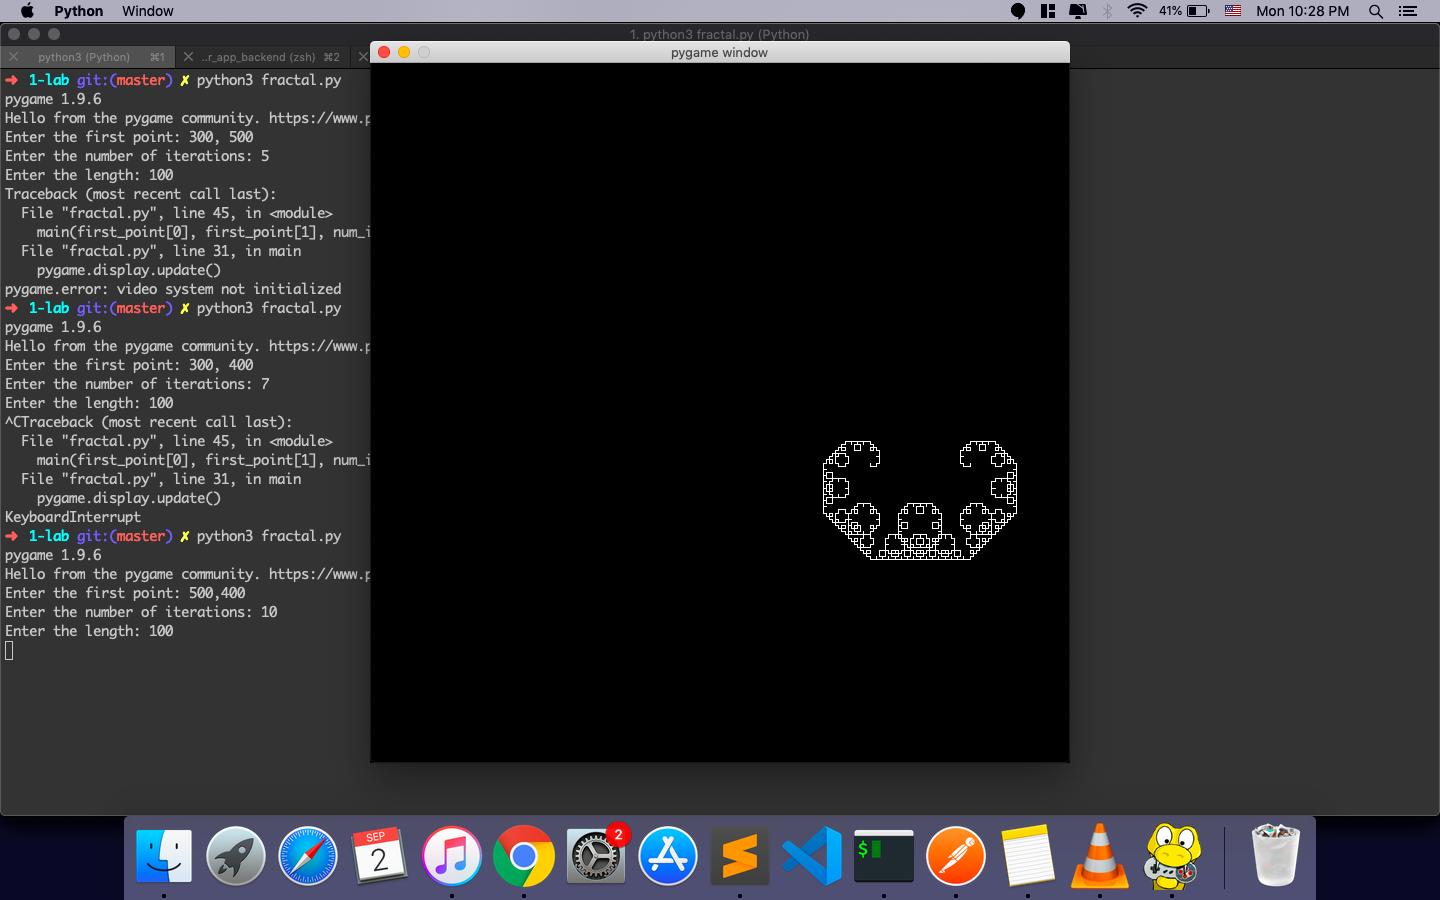 Python Window
41% Mon 10:28 PM
1. python3 fractal.py (Python)
python3 (Python) ⌘1 ..r_app_backend (zsh) ⌘2
pygame window
➜ 1-lab git:(master) ✗ python3 fractal.py
pygame 1.9.6
Hello from the pygame community. https://www.p
Enter the first point: 300, 500
Enter the number of iterations: 5
Enter the length: 100
Traceback (most recent call last):
File "fractal.py", line 45, in <module>
main(first_point[0], first_point[1], num_i
File "fractal.py", line 31, in main
pygame.display.update()
pygame.error: video system not initialized
➜ 1-lab git:(master) ✗ python3 fractal.py
pygame 1.9.6
Hello from the pygame community. https://www.p
Enter the first point: 300, 400
Enter the number of iterations: 7
Enter the length: 100
^CTraceback (most recent call last):
File "fractal.py", line 45, in <module>
main(first_point[0], first_point[1], num_i
File "fractal.py", line 31, in main
pygame.display.update()
KeyboardInterrupt
➜ 1-lab git:(master) ✗ python3 fractal.py
pygame 1.9.6
Hello from the pygame community. https://www.p
Enter the first point: 500,400
Enter the number of iterations: 10
Enter the length: 100
SEP
2
2
$